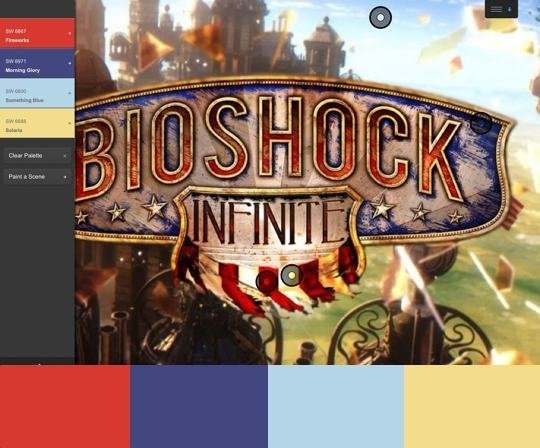 SW 6867
Fireworks
SW 6971
Morning Glory
SW 6800
Something Blue
SW 6688
Solaria
Clear Palette
Paint a Scene
BIOSHOCK
INFINITE